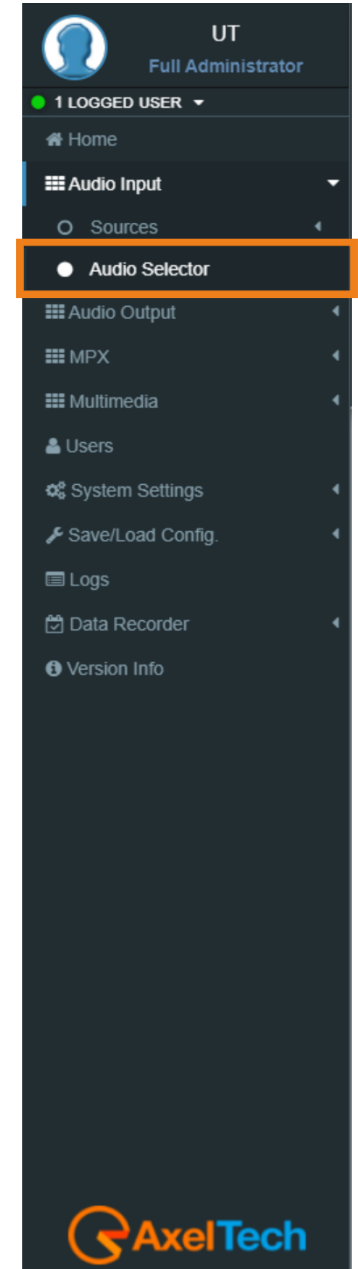 UT
Full Administrator
1 LOGGED USER
Home
Audio Input
Sources
Audio Selector
Audio Output
MPX
Multimedia
Users
System Settings
Save/Load Config.
Logs
Data Recorder
Version Info
AxelTech